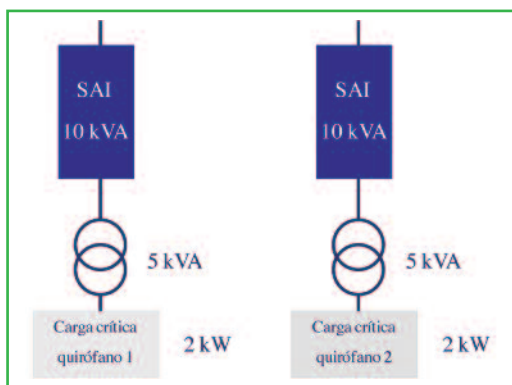 SAI
10 kVA
5 kVA
Carga crítica
quirófano 1
2 kW
SAI
10 kVA
5 kVA
Carga crítica
quirófano 2
2 kW